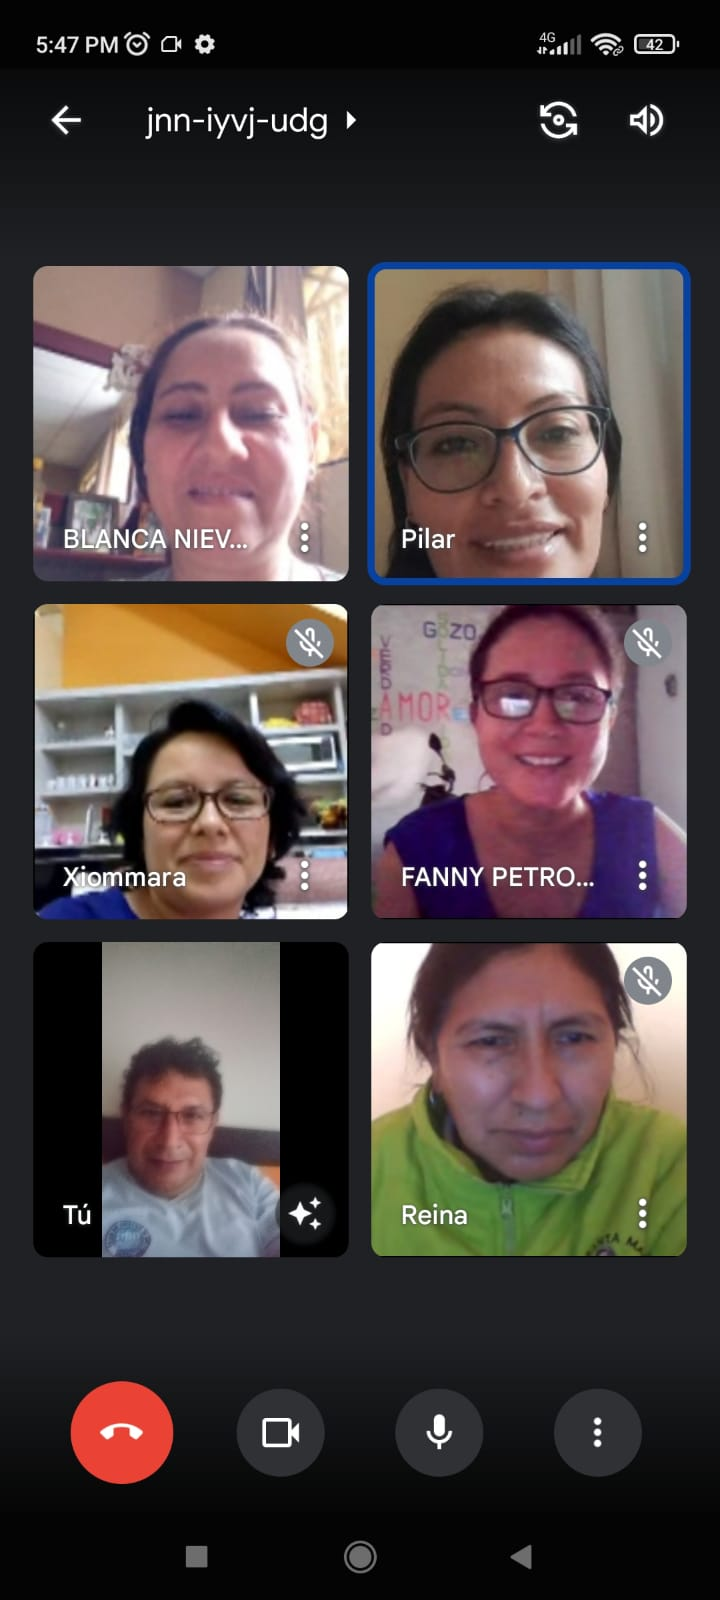 5:47 PM
4G
42
jnn-iyvj-udg
BLANCA NIEV...
Pilar
Xiommara
GOZO
AMOR
FANNY PETRO...
Tú
Reina